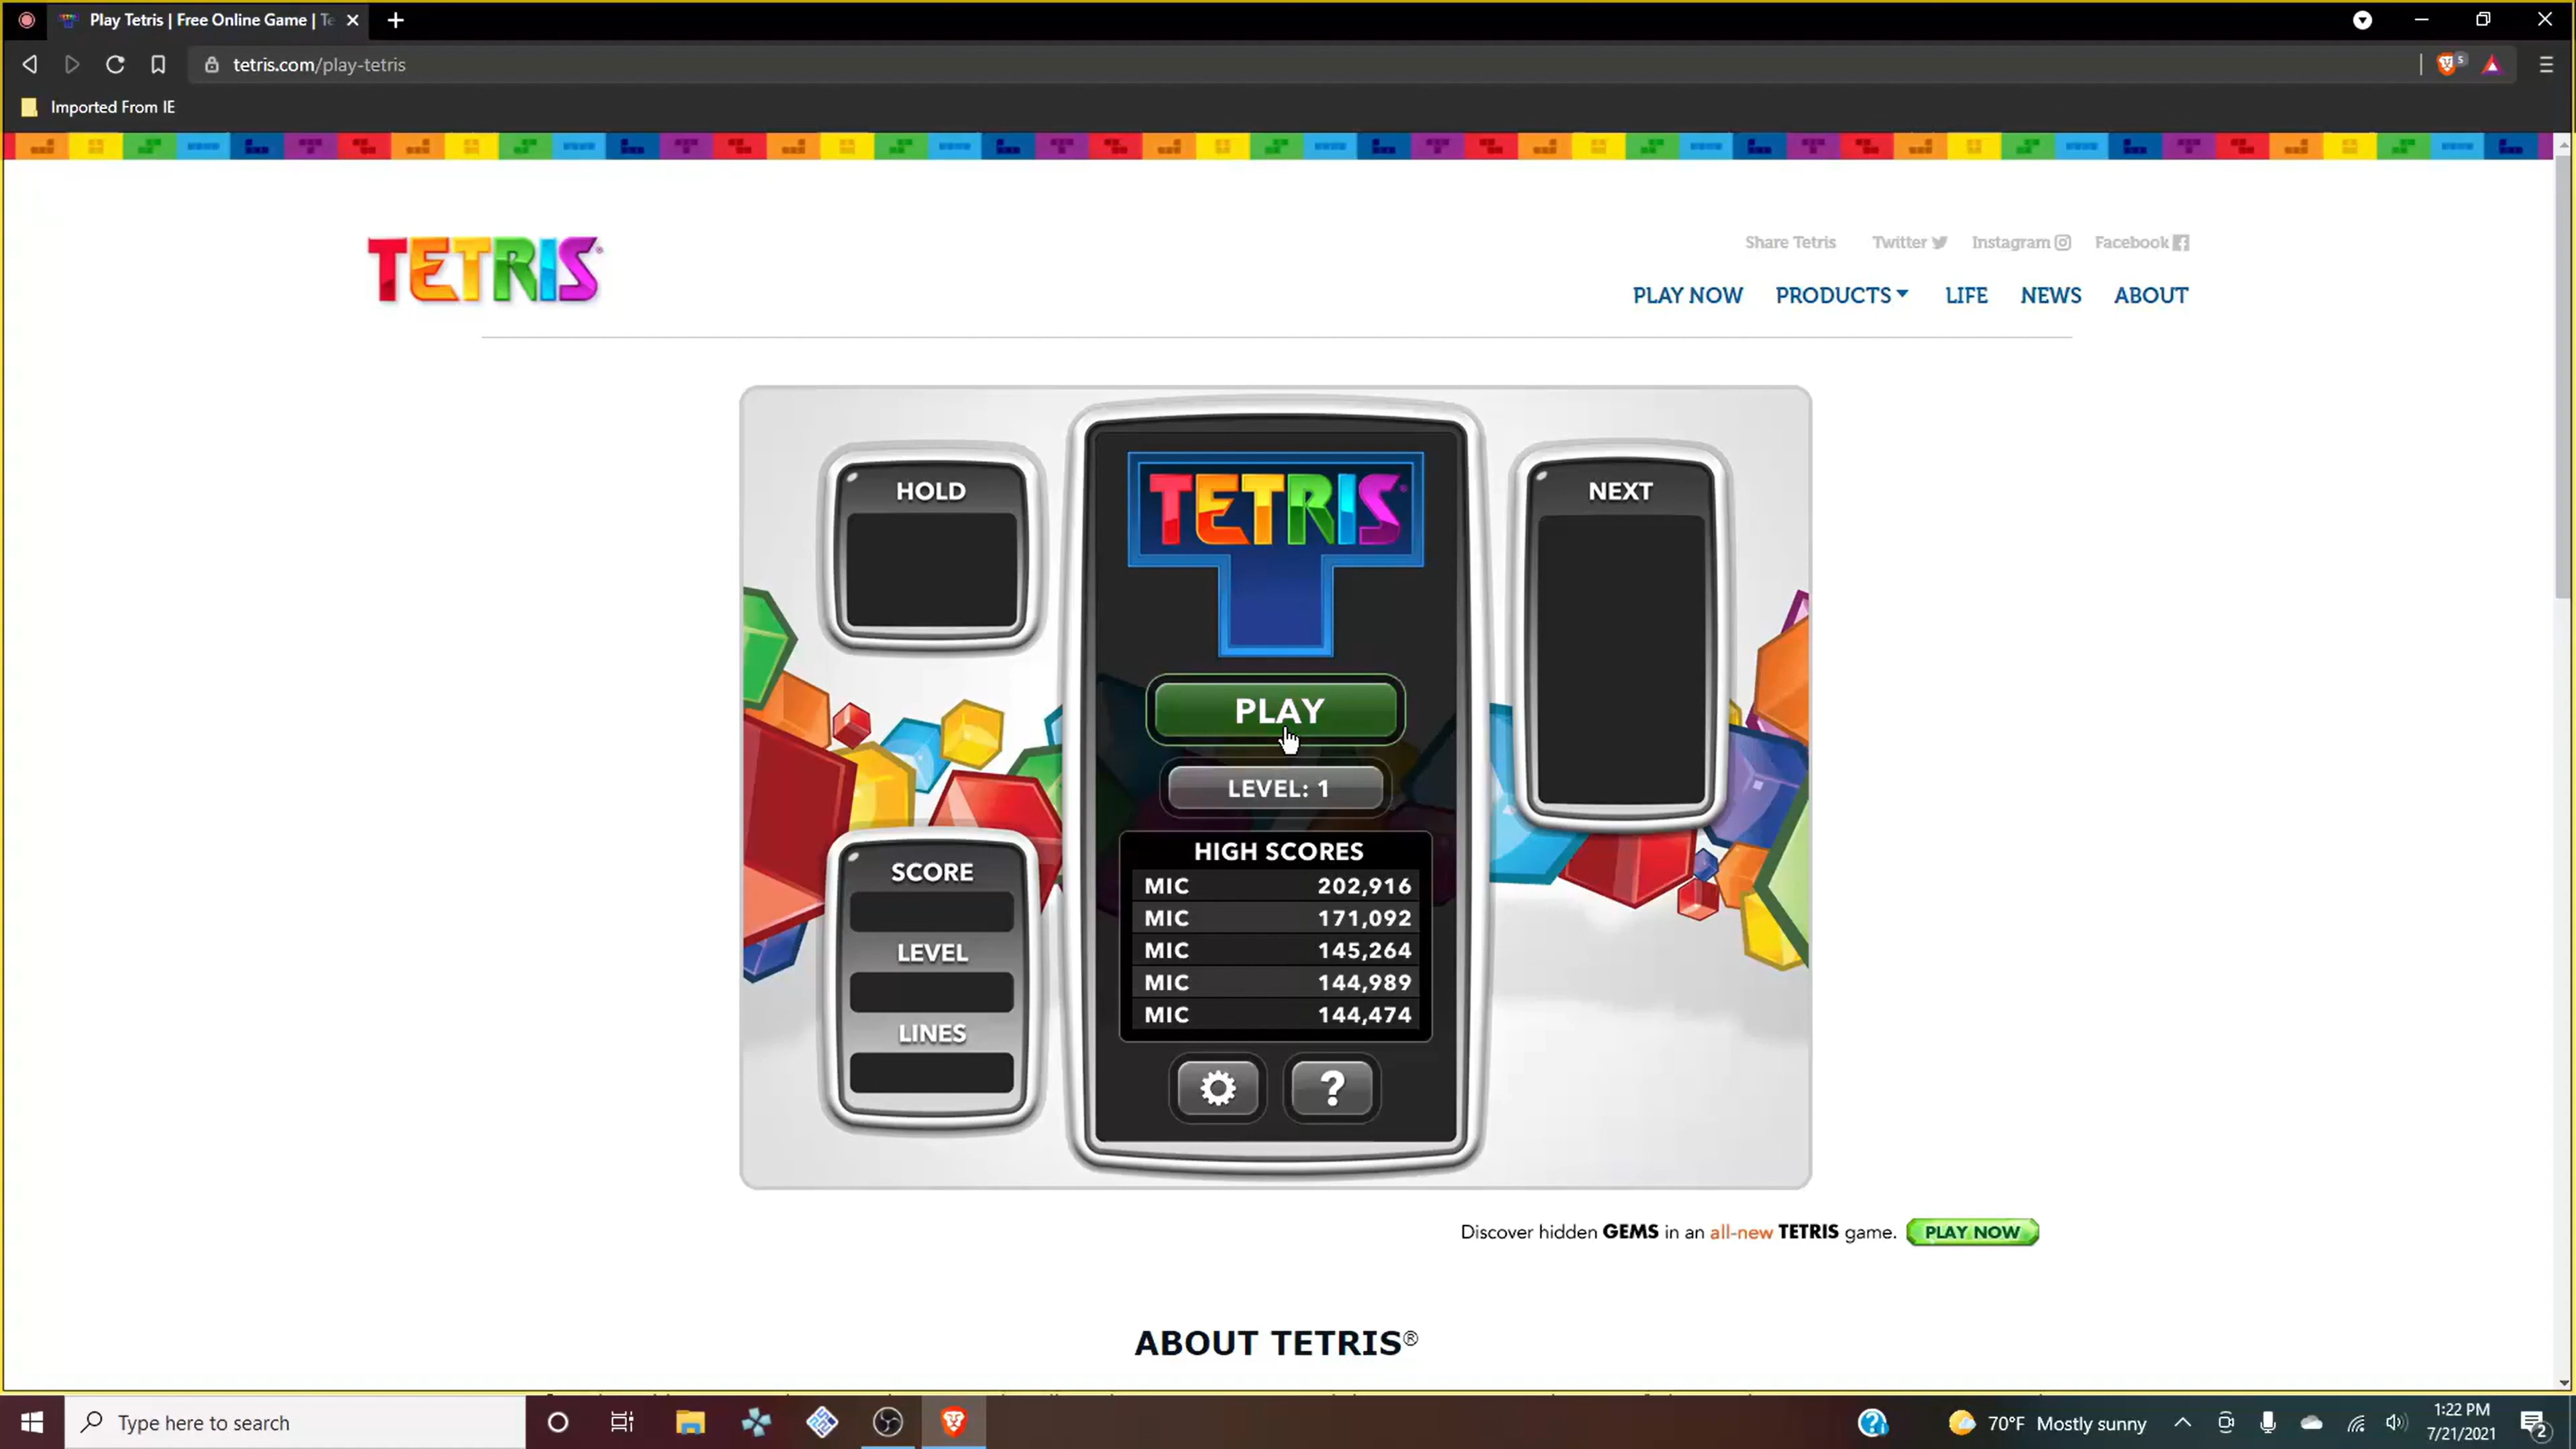 Play Tetris | Free Online Game | Te
tetris.com/play-tetris
5
Imported From IE
TETRIS®
Share Tetris Twitter Instagram Facebook
PLAY NOW PRODUCTS LIFE NEWS ABOUT
HOLD
TETRIS®
NEXT
PLAY
LEVEL: 1
HIGH SCORES
MIC 202,916
MIC 171,092
MIC 145,264
MIC 144,989
MIC 144,474
SCORE
LEVEL
LINES
?
Discover hidden GEMS in an all-new TETRIS game. PLAY NOW
ABOUT TETRIS®
Type here to search
70°F Mostly sunny
1:22 PM
7/21/2021
2